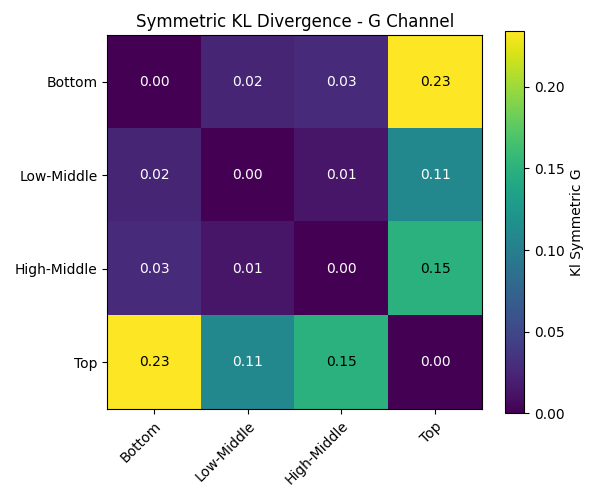 Symmetric KL Divergence - G Channel
Bottom 0.00 0.02 0.03 0.23
Low-Middle 0.02 0.00 0.01 0.11
High-Middle 0.03 0.01 0.00 0.15
Top 0.23 0.11 0.15 0.00
Bottom Low-Middle High-Middle Top
0.20
0.15
0.10
0.05
0.00
Kl Symmetric G